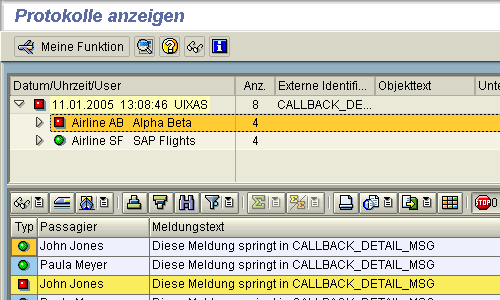 Protokolle anzeigen
Meine Funktion
Datum/Uhrzeit/User Anz. Externe Identifi... Objekttext Unte
11.01.2005 13:08:46 UIXAS 8 CALLBACK_DE...
Airline AB Alpha Beta 4
Airline SF SAP Flights 4
STOP 0
Typ Passagier Meldungstext
John Jones Diese Meldung springt in CALLBACK_DETAIL_MSG
Paula Meyer Diese Meldung springt in CALLBACK_DETAIL_MSG
John Jones Diese Meldung springt in CALLBACK_DETAIL_MSG